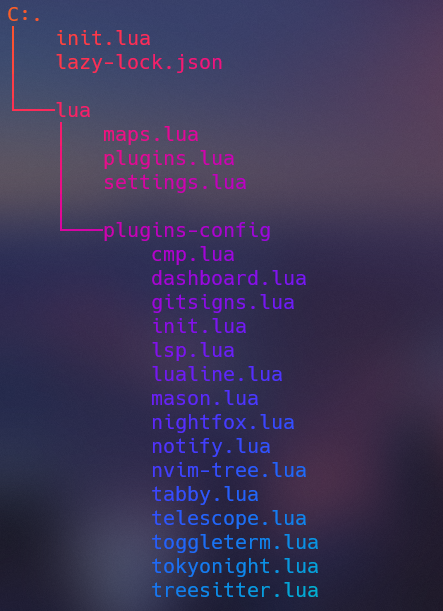 C:.
init.lua
lazy-lock.json
lua
maps.lua
plugins.lua
settings.lua
plugins-config
cmp.lua
dashboard.lua
gitsigns.lua
init.lua
lsp.lua
lualine.lua
mason.lua
nightfox.lua
notify.lua
nvim-tree.lua
tabby.lua
telescope.lua
toggleterm.lua
tokyonight.lua
treesitter.lua